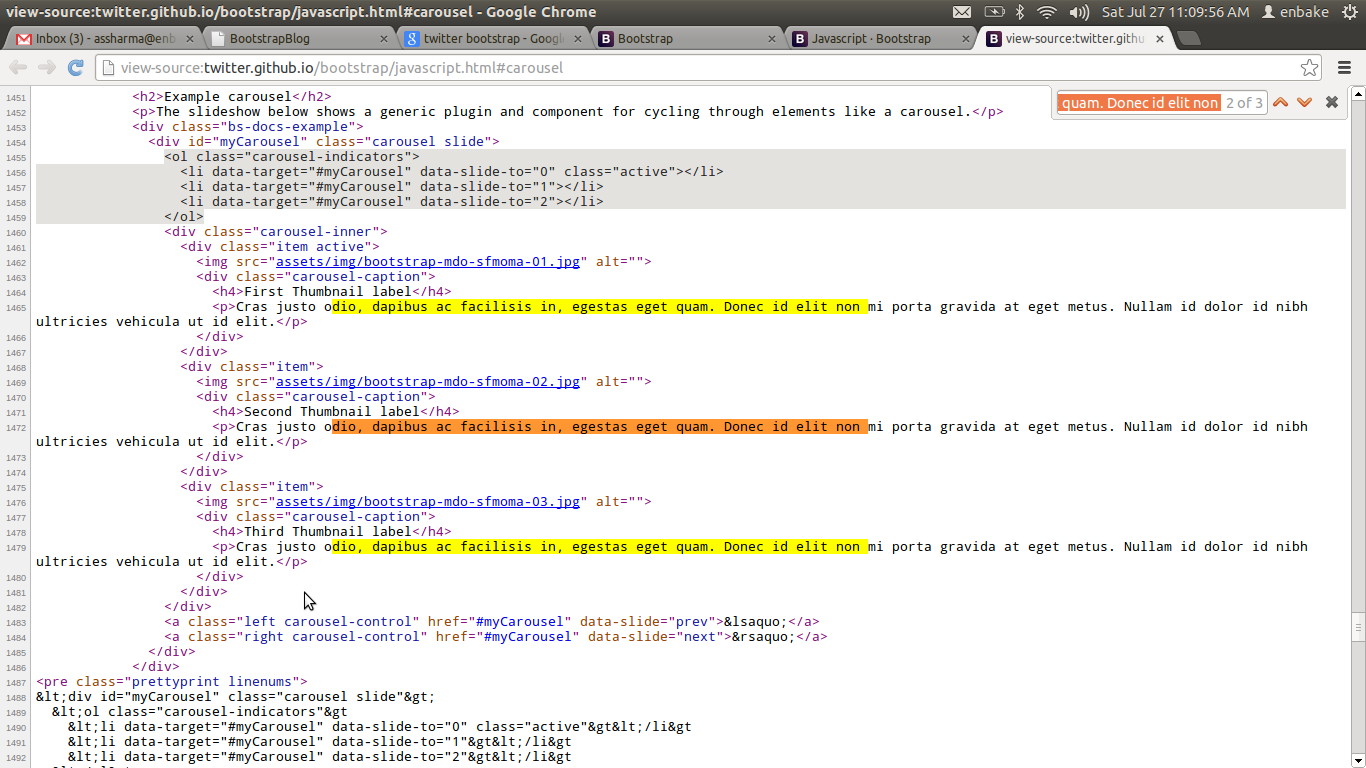 view-source:twitter.github.io/bootstrap/javascript.html#carousel - Google Chrome
Sat Jul 27 11:09:56 AM enbake
Inbox (3) - assharma@enb
BootstrapBlog
twitter bootstrap - Google
Bootstrap
Javascript · Bootstrap
view-source:twitter.githu
view-source:twitter.github.io/bootstrap/javascript.html#carousel
quam. Donec id elit non 2 of 3
1451 <h2>Example carousel</h2>
1452 <p>The slideshow below shows a generic plugin and component for cycling through elements like a carousel.</p>
1453 <div class="bs-docs-example">
1454 <div id="myCarousel" class="carousel slide">
1455 <ol class="carousel-indicators">
1456 <li data-target="#myCarousel" data-slide-to="0" class="active"></li>
1457 <li data-target="#myCarousel" data-slide-to="1"></li>
1458 <li data-target="#myCarousel" data-slide-to="2"></li>
1459 </ol>
1460 <div class="carousel-inner">
1461 <div class="item active">
1462 <img src="assets/img/bootstrap-mdo-sfmoma-01.jpg" alt="">
1463 <div class="carousel-caption">
1464 <h4>First Thumbnail label</h4>
1465 <p>Cras justo odio, dapibus ac facilisis in, egestas eget quam. Donec id elit non mi porta gravida at eget metus. Nullam id dolor id nibh
ultricies vehicula ut id elit.</p>
1466 </div>
1467 </div>
1468 <div class="item">
1469 <img src="assets/img/bootstrap-mdo-sfmoma-02.jpg" alt="">
1470 <div class="carousel-caption">
1471 <h4>Second Thumbnail label</h4>
1472 <p>Cras justo odio, dapibus ac facilisis in, egestas eget quam. Donec id elit non mi porta gravida at eget metus. Nullam id dolor id nibh
ultricies vehicula ut id elit.</p>
1473 </div>
1474 </div>
1475 <div class="item">
1476 <img src="assets/img/bootstrap-mdo-sfmoma-03.jpg" alt="">
1477 <div class="carousel-caption">
1478 <h4>Third Thumbnail label</h4>
1479 <p>Cras justo odio, dapibus ac facilisis in, egestas eget quam. Donec id elit non mi porta gravida at eget metus. Nullam id dolor id nibh
ultricies vehicula ut id elit.</p>
1480 </div>
1481 </div>
1482 </div>
1483 <a class="left carousel-control" href="#myCarousel" data-slide="prev">&lsaquo;</a>
1484 <a class="right carousel-control" href="#myCarousel" data-slide="next">&rsaquo;</a>
1485 </div>
1486 </div>
1487 <pre class="prettyprint linenums">
1488 &lt;div id="myCarousel" class="carousel slide"&gt;
1489 &lt;ol class="carousel-indicators"&gt
1490 &lt;li data-target="#myCarousel" data-slide-to="0" class="active"&gt&lt;/li&gt
1491 &lt;li data-target="#myCarousel" data-slide-to="1"&gt&lt;/li&gt
1492 &lt;li data-target="#myCarousel" data-slide-to="2"&gt&lt;/li&gt